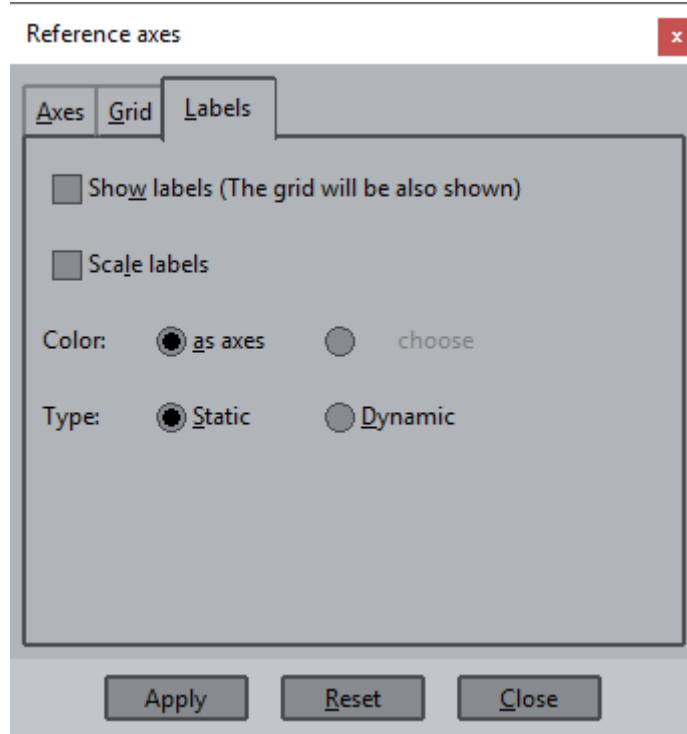 Reference axes
x
Axes Grid Labels
Show labels (The grid will be also shown)
Scale labels
Color: as axes choose
Type: Static Dynamic
Apply Reset Close